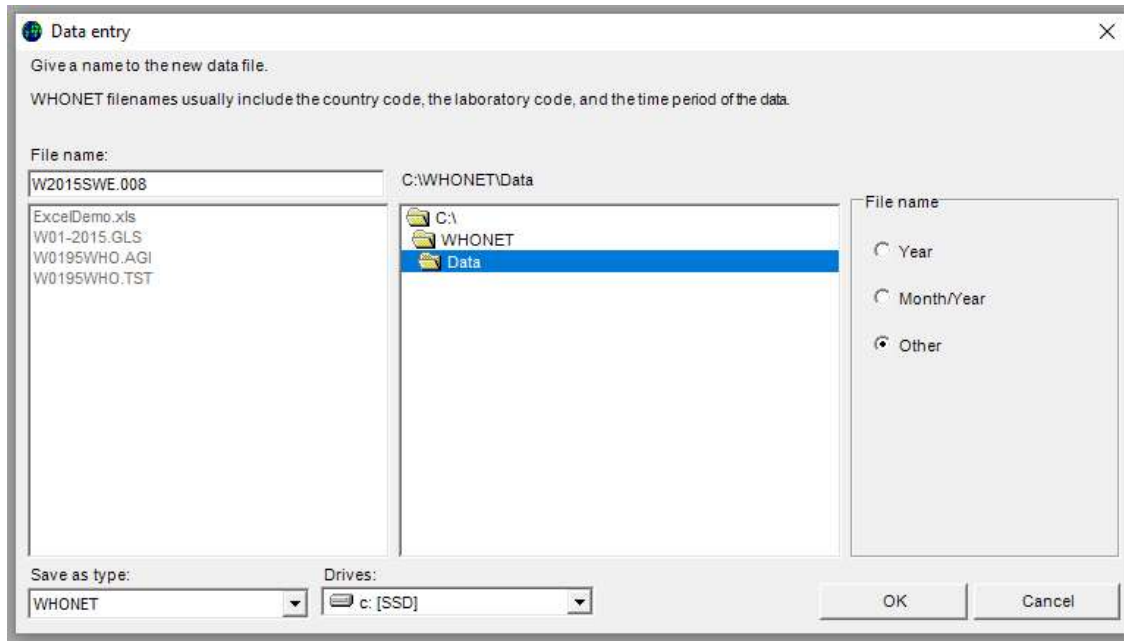 Data entry
Give a name to the new data file.
WHONET filenames usually include the country code, the laboratory code, and the time period of the data.
File name:
W2015SWE.008
C:\WHONET\Data
ExcelDemo.xls
W01-2015.GLS
W0195WHO.AGI
W0195WHO.TST
C:\
WHONET
Data
File name
Year
Month/Year
Other
Save as type:
WHONET
Drives:
c: [SSD]
OK
Cancel